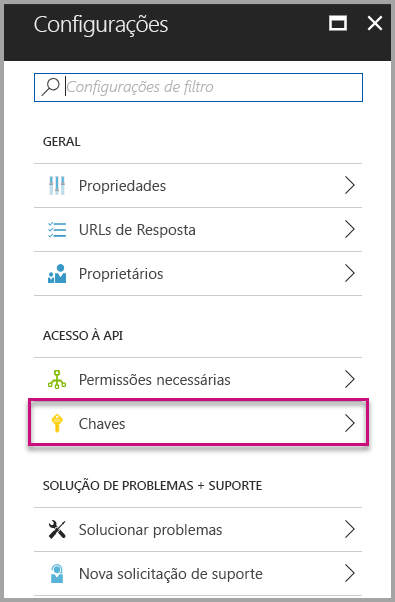 Configurações
Configurações de filtro
GERAL
Propriedades
URLs de Resposta
Proprietários
ACESSO À API
Permissões necessárias
Chaves
SOLUÇÃO DE PROBLEMAS + SUPORTE
Solucionar problemas
Nova solicitação de suporte